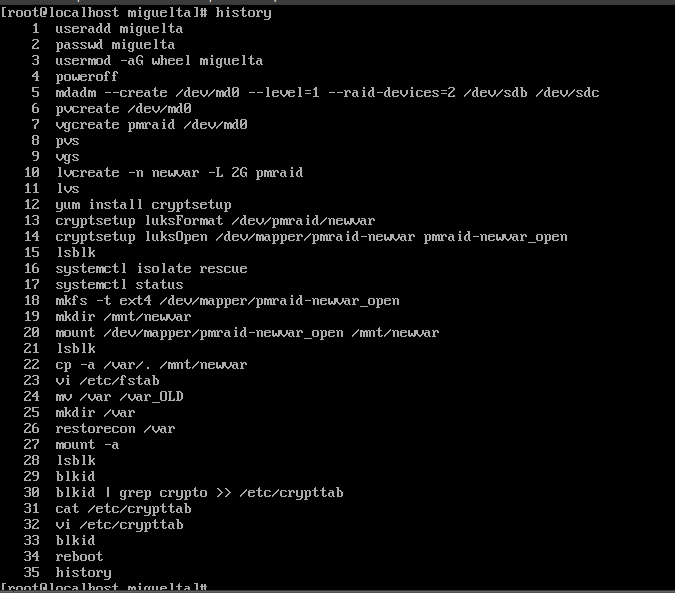 [root@localhost miguelta]# history
1 useradd miguelta
2 passwd miguelta
3 usermod -aG wheel miguelta
4 poweroff
5 mdadm --create /dev/md0 --level=1 --raid-devices=2 /dev/sdb /dev/sdc
6 pvcreate /dev/md0
7 vgcreate pmraid /dev/md0
8 pvs
9 vgs
10 lvcreate -n newvar -L 2G pmraid
11 lvs
12 yum install cryptsetup
13 cryptsetup luksFormat /dev/pmraid/newvar
14 cryptsetup luksOpen /dev/mapper/pmraid-newvar pmraid-newvar_open
15 lsblk
16 systemctl isolate rescue
17 systemctl status
18 mkfs -t ext4 /dev/mapper/pmraid-newvar_open
19 mkdir /mnt/newvar
20 mount /dev/mapper/pmraid-newvar_open /mnt/newvar
21 lsblk
22 cp -a /var/. /mnt/newvar
23 vi /etc/fstab
24 mv /var /var_OLD
25 mkdir /var
26 restorecon /var
27 mount -a
28 lsblk
29 blkid
30 blkid | grep crypto >> /etc/crypttab
31 cat /etc/crypttab
32 vi /etc/crypttab
33 blkid
34 reboot
35 history
[root@localhost miguelta]#